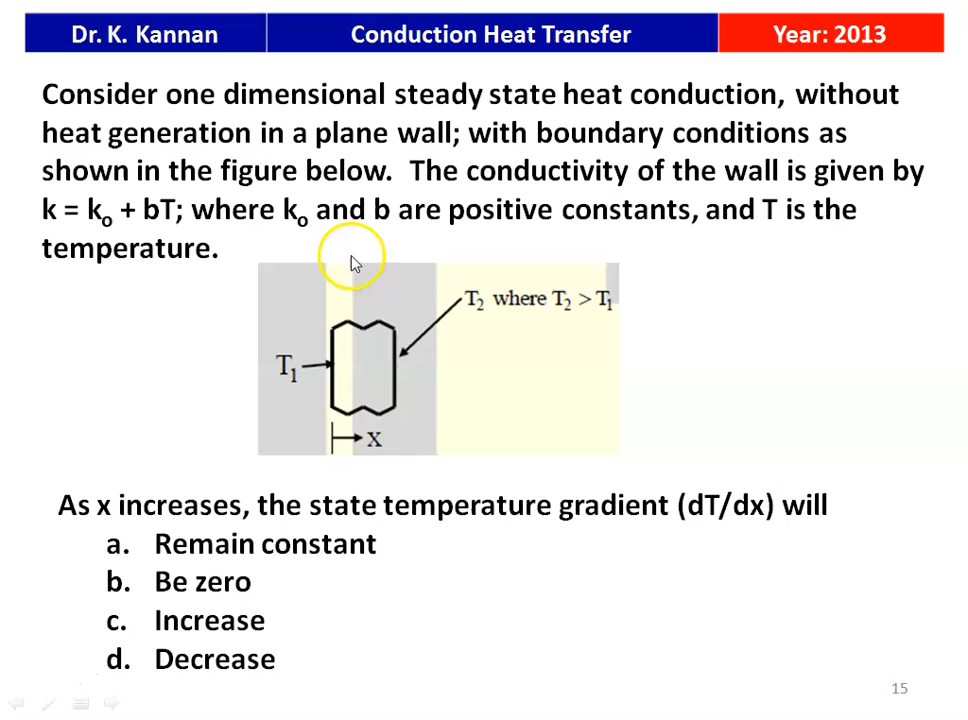 Dr. K. Kannan
Conduction Heat Transfer
Year: 2013
Consider one dimensional steady state heat conduction, without
heat generation in a plane wall; with boundary conditions as
shown in the figure below. The conductivity of the wall is given by
k = kₒ + bT; where kₒ and b are positive constants, and T is the
temperature.
T₂ where T₂ > T₁
T₁
x
As x increases, the state temperature gradient (dT/dx) will
a. Remain constant
b. Be zero
c. Increase
d. Decrease
15